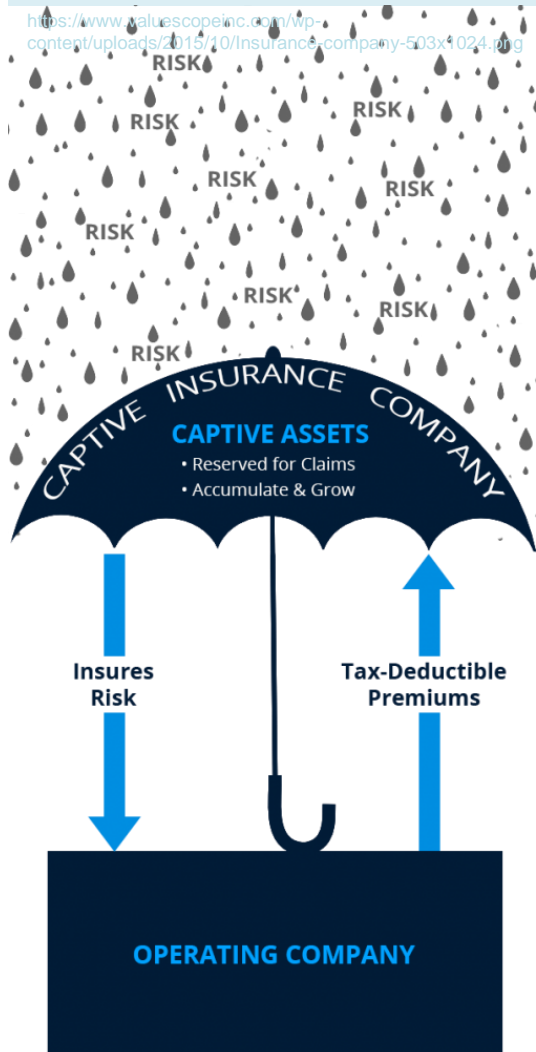 https://www.valuescopeinc.com/wp-
content/uploads/2015/10/Insurance-company-503x1024.png
RISK
RISK
RISK
RISK
RISK
RISK
RISK
RISK
RISK
CAPTIVE INSURANCE COMPANY
CAPTIVE ASSETS
• Reserved for Claims
• Accumulate & Grow
Insures
Risk
Tax-Deductible
Premiums
OPERATING COMPANY